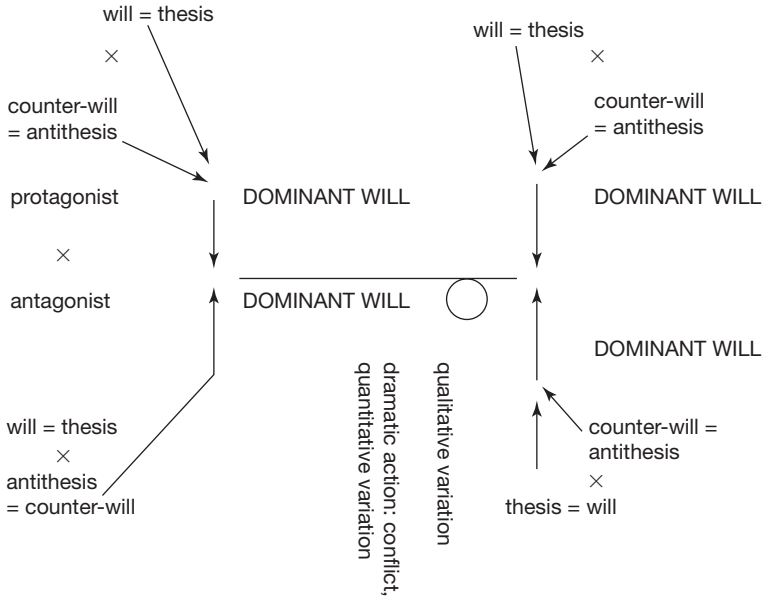 will = thesis
×
counter-will
= antithesis
protagonist
DOMINANT WILL
×
antagonist
DOMINANT WILL
will = thesis
×
antithesis
= counter-will
dramatic action: conflict,
quantitative variation
qualitative variation
will = thesis
×
counter-will
= antithesis
DOMINANT WILL
DOMINANT WILL
counter-will =
antithesis
×
thesis = will